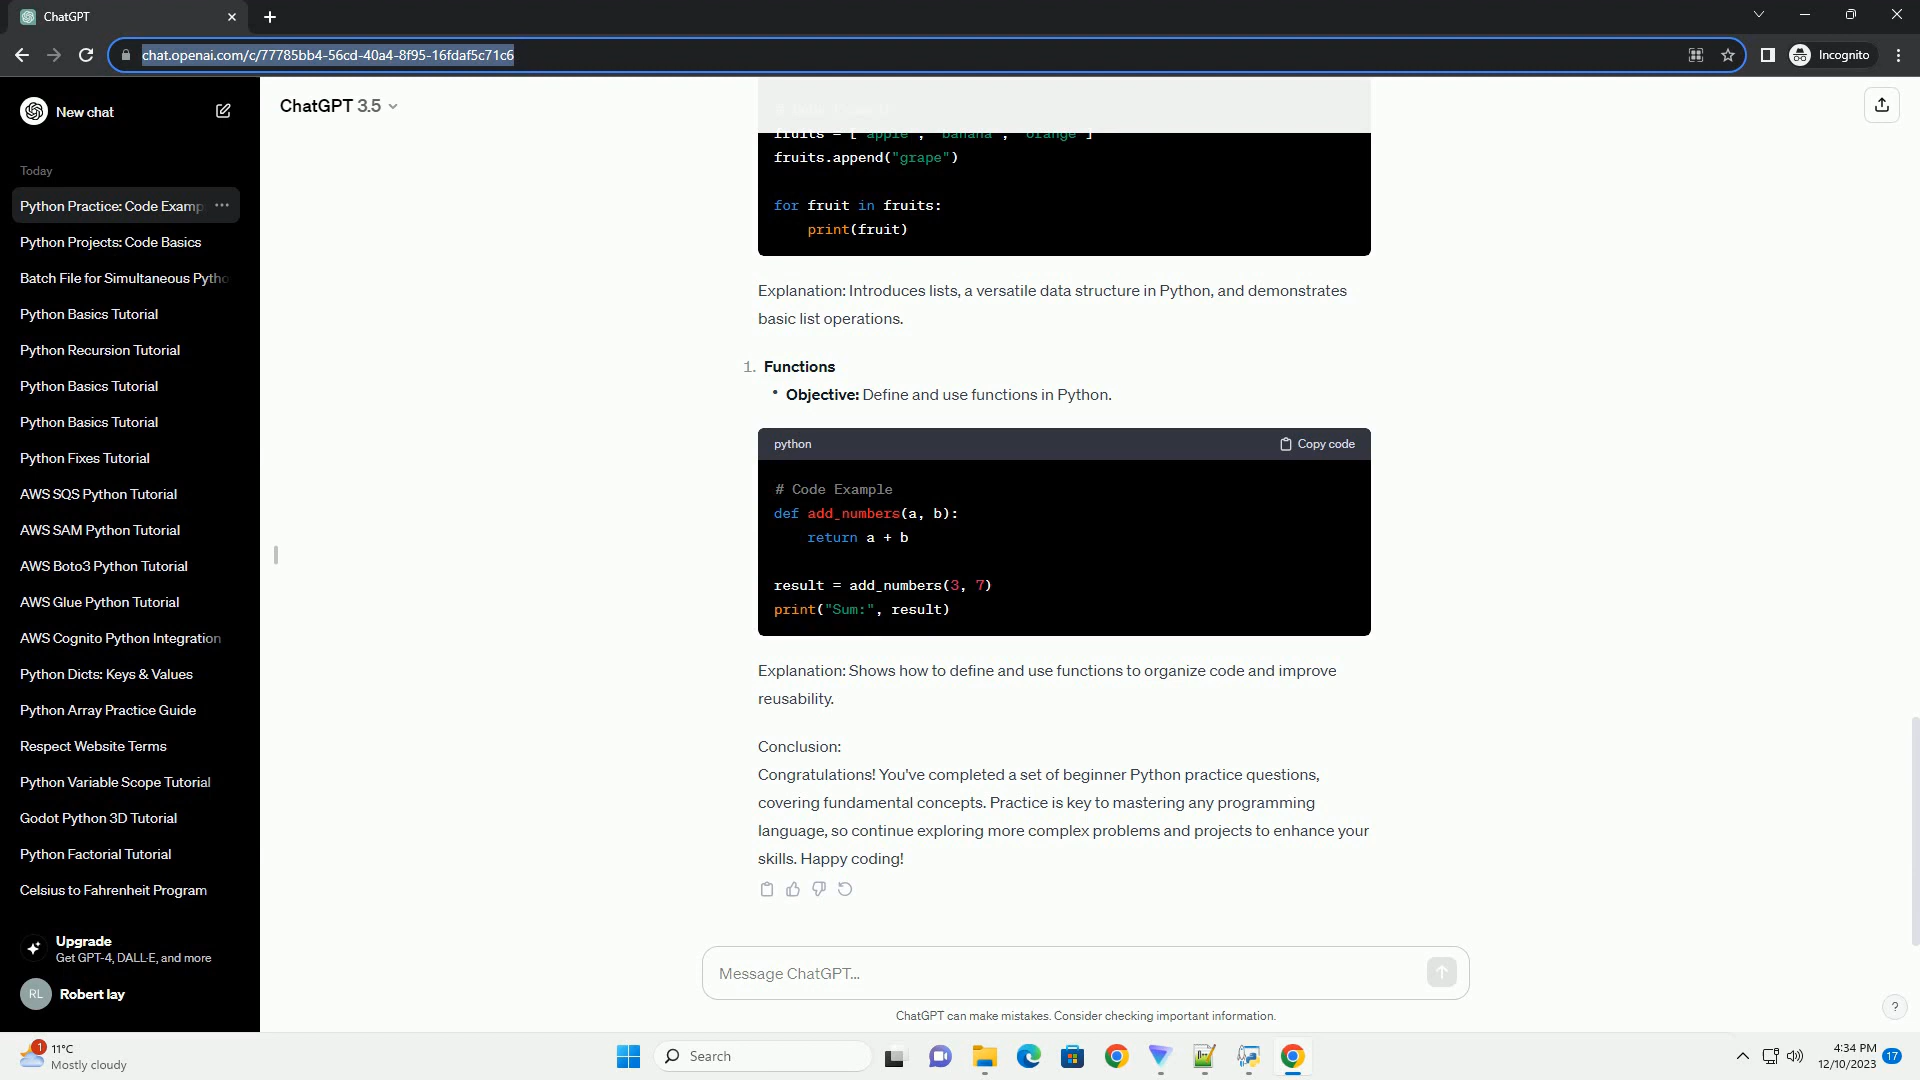 ChatGPT
chat.openai.com/c/77785bb4-56cd-40a4-8f95-16fdaf5c71c6
Incognito
New chat
Today
Python Practice: Code Examp
Python Projects: Code Basics
Batch File for Simultaneous Pytho
Python Basics Tutorial
Python Recursion Tutorial
Python Basics Tutorial
Python Basics Tutorial
Python Fixes Tutorial
AWS SQS Python Tutorial
AWS SAM Python Tutorial
AWS Boto3 Python Tutorial
AWS Glue Python Tutorial
AWS Cognito Python Integration
Python Dicts: Keys & Values
Python Array Practice Guide
Respect Website Terms
Python Variable Scope Tutorial
Godot Python 3D Tutorial
Python Factorial Tutorial
Celsius to Fahrenheit Program
Upgrade
Get GPT-4, DALL·E, and more
RL Robert lay
ChatGPT 3.5
fruits = ["apple", "banana", "orange"]
fruits.append("grape")
for fruit in fruits:
print(fruit)
Explanation: Introduces lists, a versatile data structure in Python, and demonstrates
basic list operations.
1. Functions
• Objective: Define and use functions in Python.
python
Copy code
# Code Example
def add_numbers(a, b):
return a + b
result = add_numbers(3, 7)
print("Sum:", result)
Explanation: Shows how to define and use functions to organize code and improve
reusability.
Conclusion:
Congratulations! You've completed a set of beginner Python practice questions,
covering fundamental concepts. Practice is key to mastering any programming
language, so continue exploring more complex problems and projects to enhance your
skills. Happy coding!
Message ChatGPT...
ChatGPT can make mistakes. Consider checking important information.
?
1
11°C
Mostly cloudy
Search
4:34 PM
12/10/2023
17